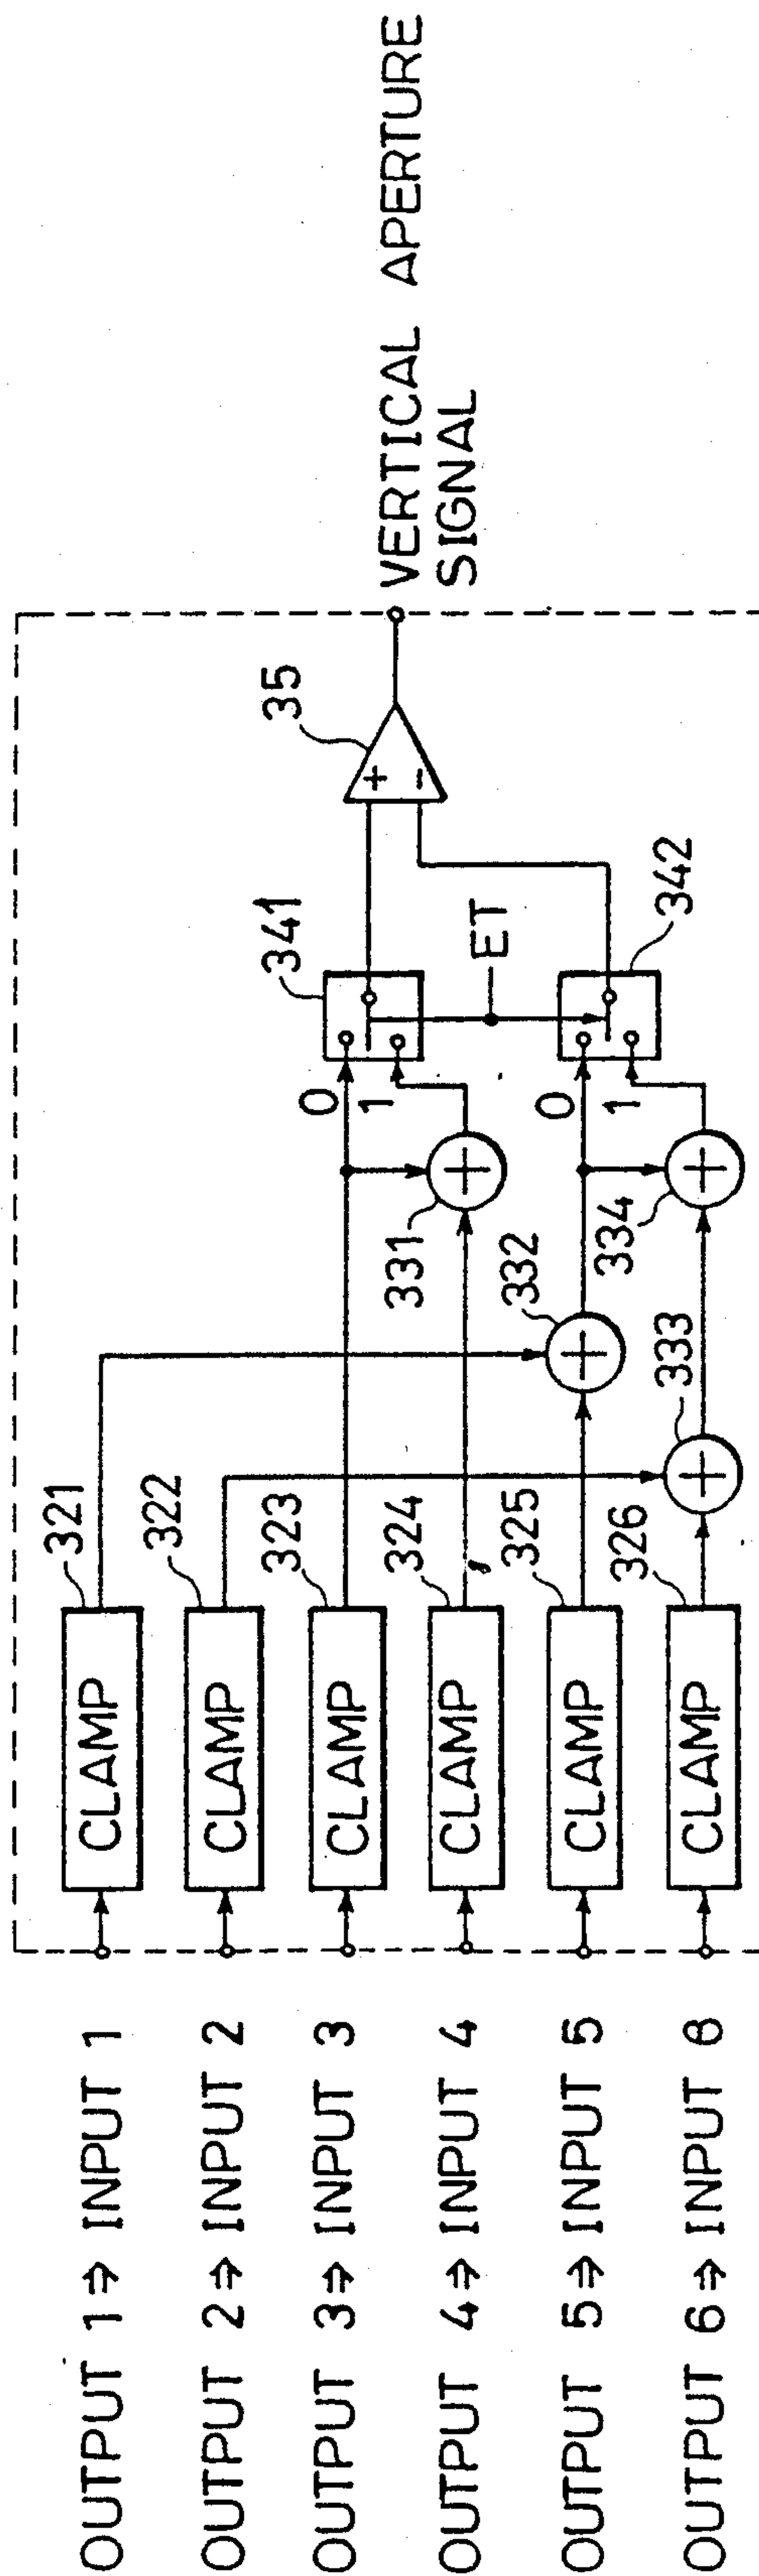 OUTPUT 1⇒ INPUT 1
OUTPUT 2⇒ INPUT 2
OUTPUT 3⇒ INPUT 3
OUTPUT 4⇒ INPUT 4
OUTPUT 5⇒ INPUT 5
OUTPUT 6⇒ INPUT 6
CLAMP
321
CLAMP
322
CLAMP
323
CLAMP
324
CLAMP
325
CLAMP
326
331
332
333
334
0
1
0
1
341
342
ET
35
+
−
VERTICAL APERTURE
SIGNAL